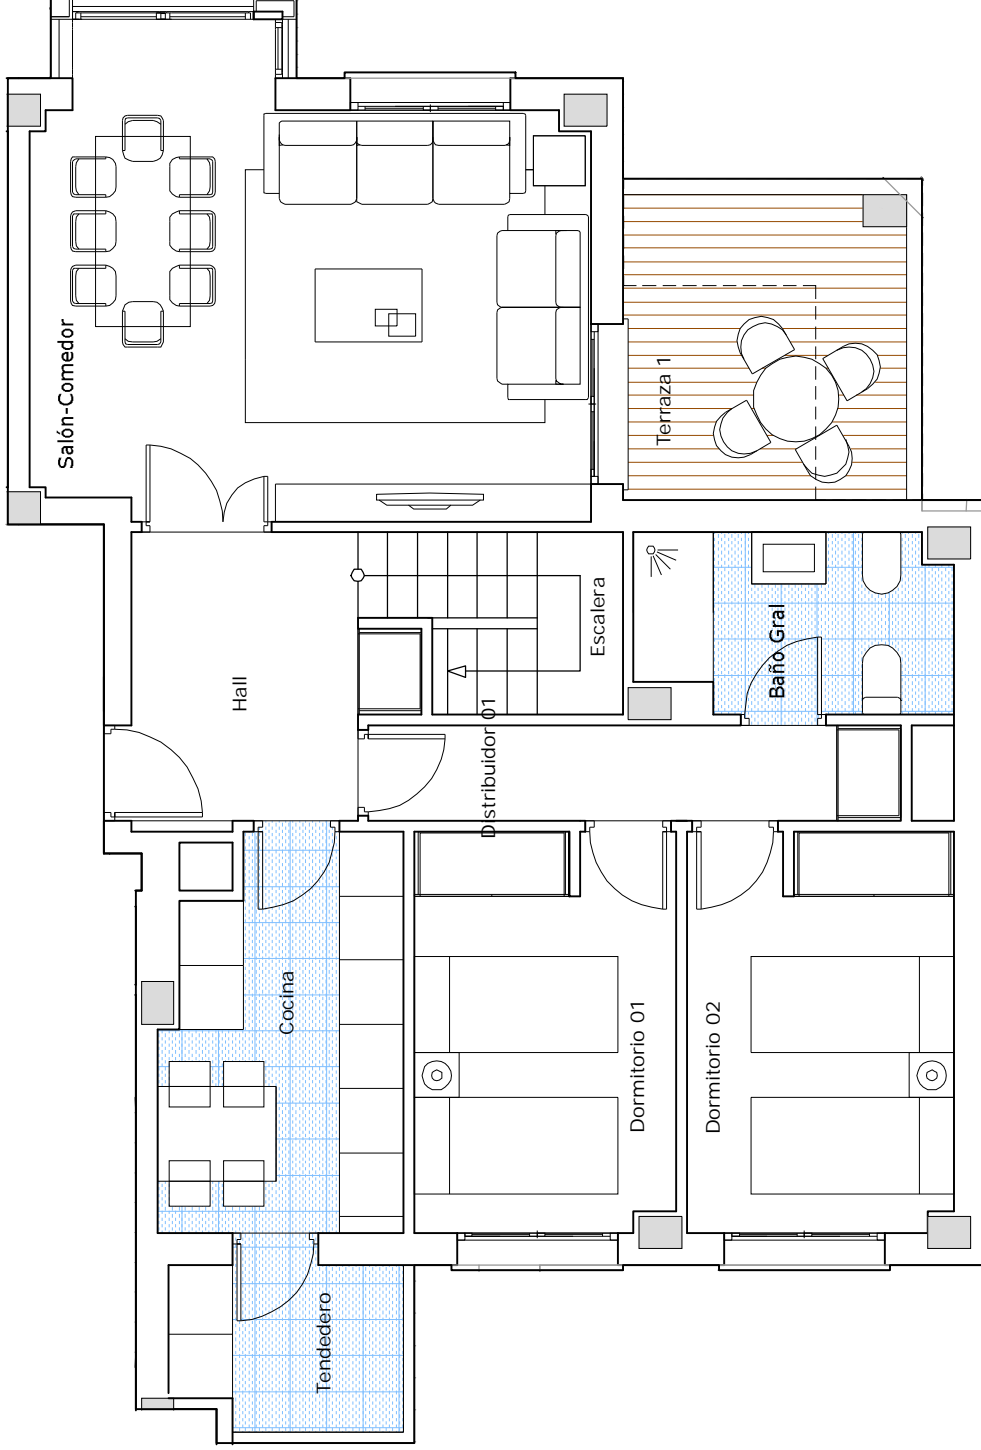 Salón-Comedor
Terraza 1
Escalera
Hall
Baño Gral
Distribuidor 01
Cocina
Dormitorio 01
Dormitorio 02
Tendedero